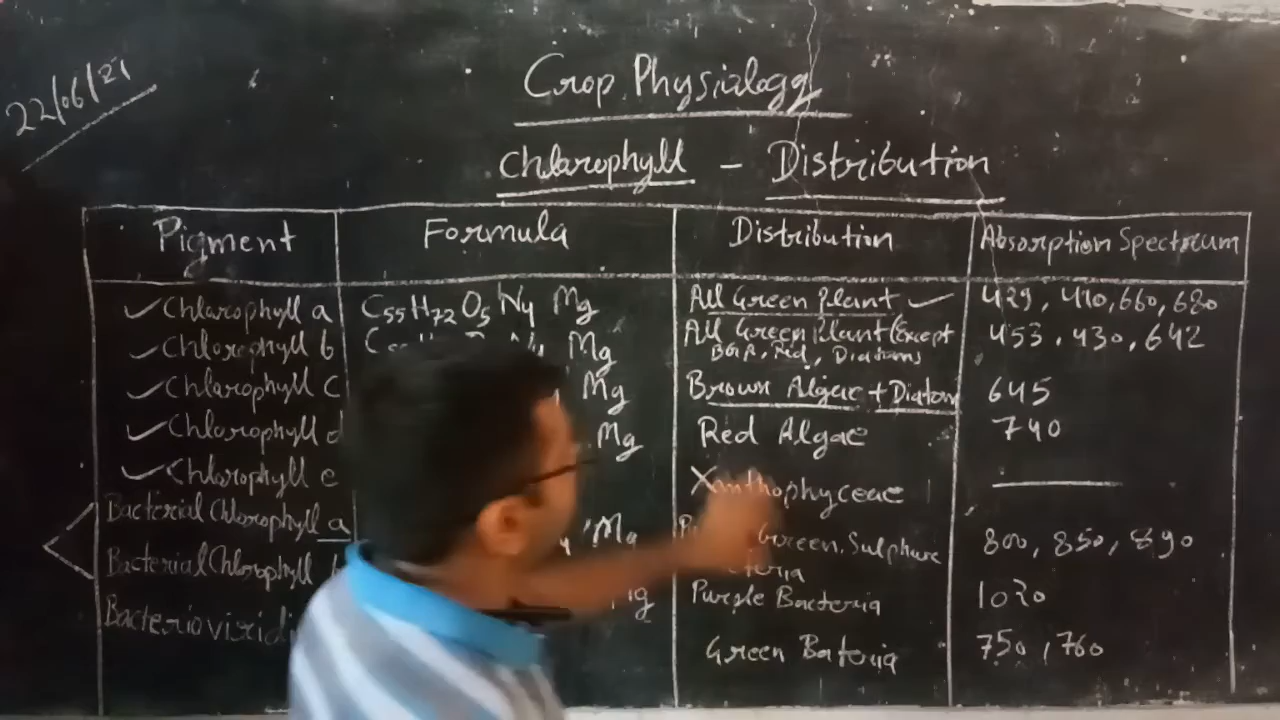 22/06/21
Crop Physiology
Chlorophyll - Distribution
Pigment Formula Distribution Absorption Spectrum
Chlorophyll a C55H72O5N4 Mg All Green Plant 429, 410, 660, 680
Chlorophyll b Mg All Green Plant (Except 453, 430, 642
BGA, Red, Diatoms
Chlorophyll C Mg Brown Algae + Diatom 645
Chlorophyll d Mg Red Algae 740
Chlorophyll e Xanthophyceae
Bacterial Chlorophyll a Mg Green, Sulphure 800, 850, 890
Bacterial Chlorophyll Purple Bacteria 1020
Green Bateria 750, 760